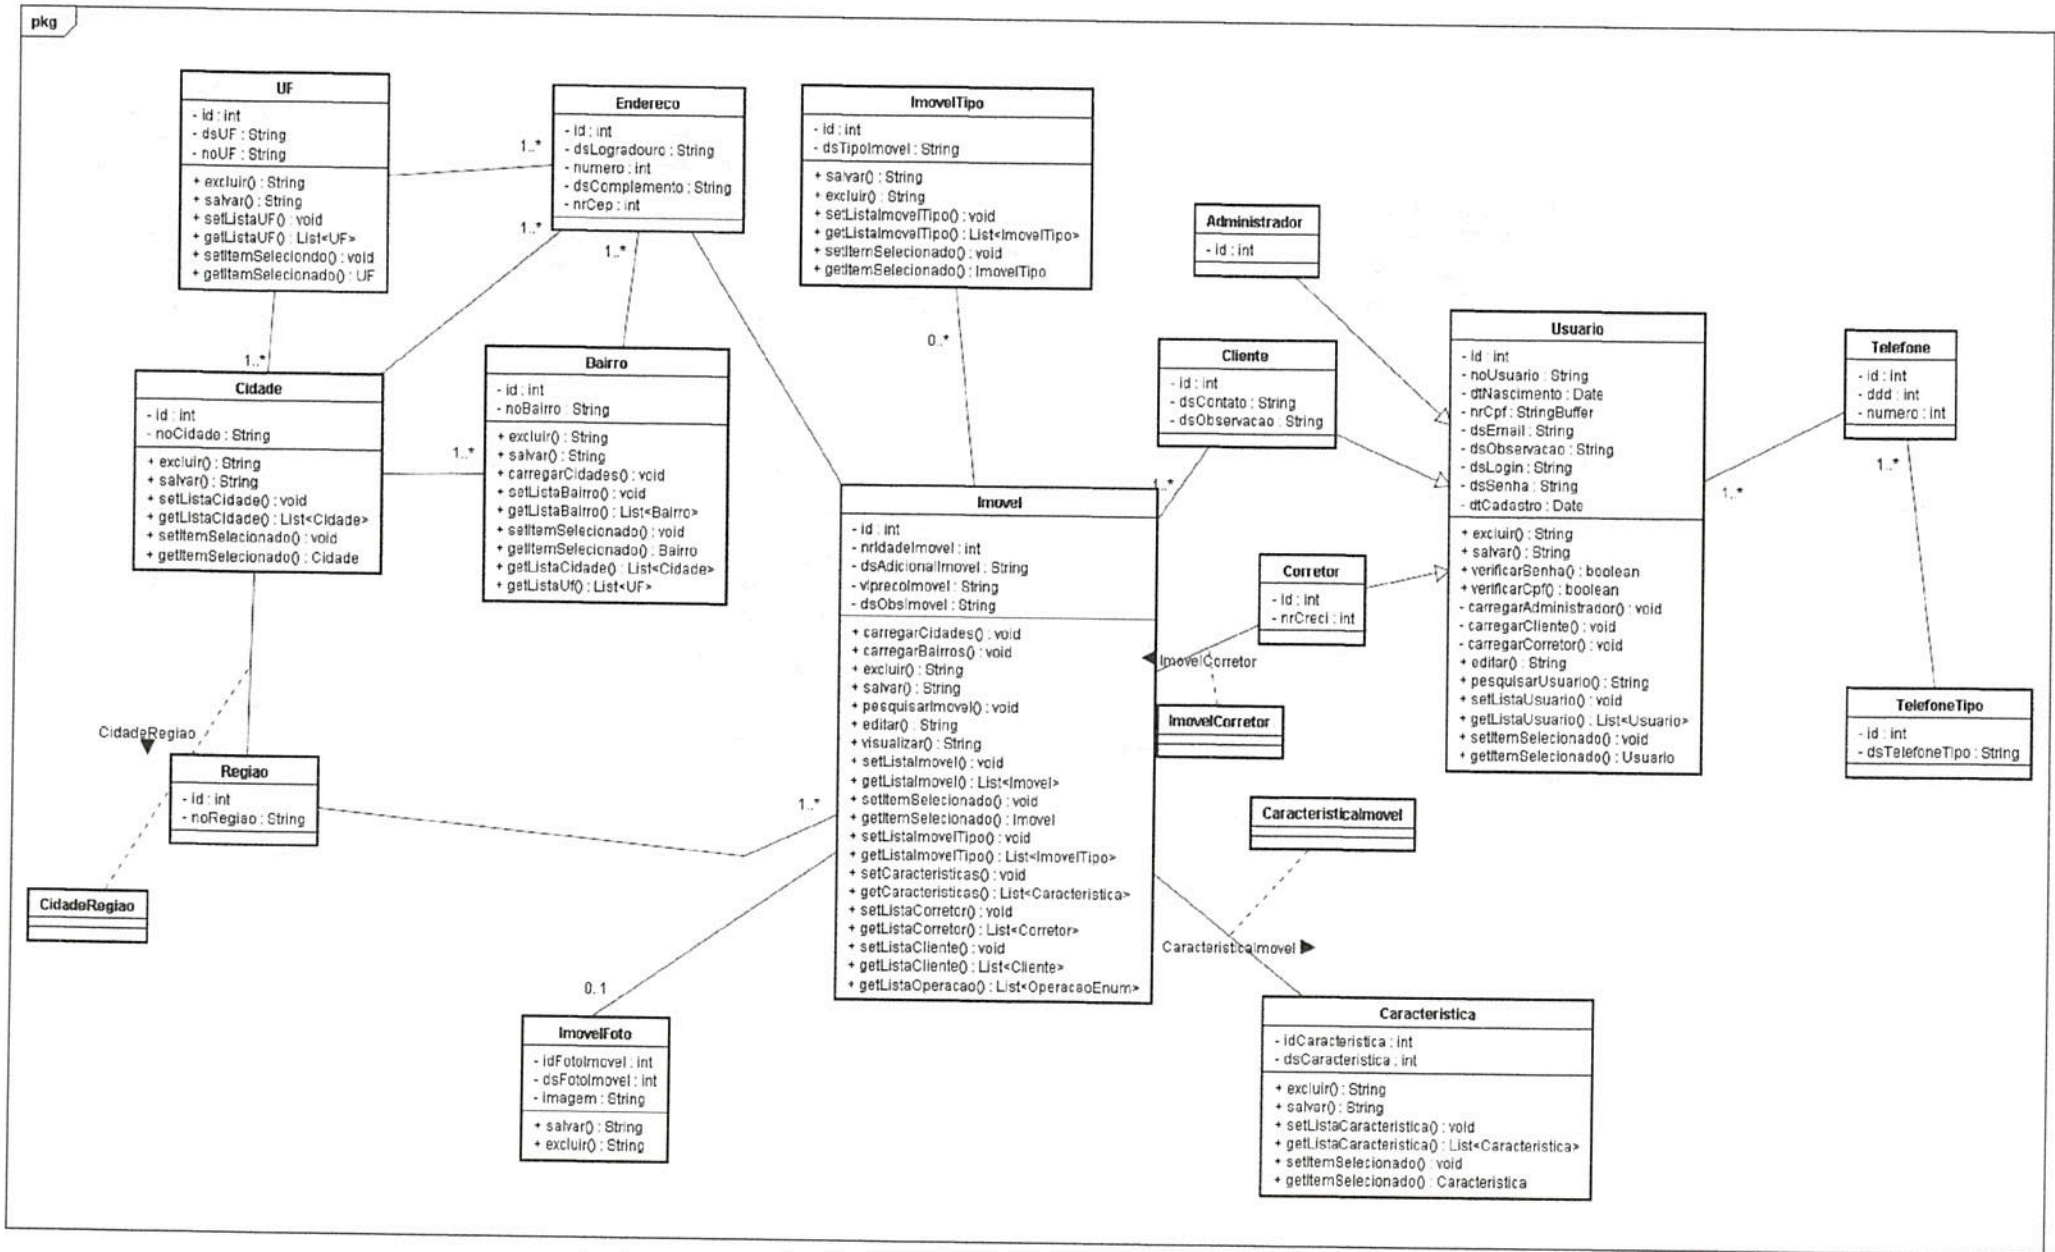 pkg
UF
- id : int
- dsUF : String
- noUF : String
+ excluir() : String
+ salvar() : String
+ setListaUF() : void
+ getListaUF() : List<UF>
+ setItemSeleciondo() : void
+ getItemSelecionado() : UF
1..*
Endereco
- id : int
- dsLogradouro : String
- numero : int
- dsComplemento : String
- nrCep : int
1..*
1..*
ImovelTipo
- id : int
- dsTipoImovel : String
+ salvar() : String
+ excluir() : String
+ setListaImovelTipo() : void
+ getListaImovelTipo() : List<ImovelTipo>
+ setItemSelecionado() : void
+ getItemSelecionado() : ImovelTipo
0..*
Administrador
- id : int
Cliente
- id : int
- dsContato : String
- dsObservacao : String
1..*
Usuario
- id : int
- noUsuario : String
- dtNascimento : Date
- nrCpf : StringBuffer
- dsEmail : String
- dsObservacao : String
- dsLogin : String
- dsSenha : String
- dtCadastro : Date
+ excluir() : String
+ salvar() : String
+ verificarSenha() : boolean
+ verificarCpf() : boolean
- carregarAdministrador() : void
- carregarCliente() : void
- carregarCorretor() : void
+ editar() : String
+ pesquisarUsuario() : String
+ setListaUsuario() : void
+ getListaUsuario() : List<Usuario>
+ setItemSelecionado() : void
+ getItemSelecionado() : Usuario
1..*
Telefone
- id : int
- ddd : int
- numero : int
1..*
TelefoneTipo
- id : int
- dsTelefoneTipo : String
1..*
Cidade
- id : int
- noCidade : String
+ excluir() : String
+ salvar() : String
+ setListaCidade() : void
+ getListaCidade() : List<Cidade>
+ setItemSelecionado() : void
+ getItemSelecionado() : Cidade
1..*
Bairro
- id : int
- noBairro : String
+ excluir() : String
+ salvar() : String
+ carregarCidades() : void
+ setListaBairro() : void
+ getListaBairro() : List<Bairro>
+ setItemSelecionado() : void
+ getItemSelecionado() : Bairro
+ getListaCidade() : List<Cidade>
+ getListaUf() : List<UF>
Imovel
- id : int
- nrIdadeImovel : int
- dsAdicionalImovel : String
- vlprecoImovel : String
- dsObsImovel : String
+ carregarCidades() : void
+ carregarBairros() : void
+ excluir() : String
+ salvar() : String
+ pesquisarImovel() : void
+ editar() : String
+ visualizar() : String
+ setListaImovel() : void
+ getListaImovel() : List<Imovel>
+ setItemSelecionado() : void
+ getItemSelecionado() : Imovel
+ setListaImovelTipo() : void
+ getListaImovelTipo() : List<ImovelTipo>
+ setCaracteristicas() : void
+ getCaracteristicas() : List<Caracteristica>
+ setListaCorretor() : void
+ getListaCorretor() : List<Corretor>
+ setListaCliente() : void
+ getListaCliente() : List<Cliente>
+ getListaOperacao() : List<OperacaoEnum>
Corretor
- id : int
- nrCreci : int
ImovelCorretor
ImovelCorretor
CidadeRegiao
Regiao
- id : int
- noRegiao : String
1..*
CidadeRegiao
CaracteristicaImovel
CaracteristicaImovel
0..1
ImovelFoto
- idFotoImovel : int
- dsFotoImovel : int
- imagem : String
+ salvar() : String
+ excluir() : String
Caracteristica
- idCaracteristica : int
- dsCaracteristica : int
+ excluir() : String
+ salvar() : String
+ setListaCaracteristica() : void
+ getListaCaracteristica() : List<Caracteristica>
+ setItemSelecionado() : void
+ getItemSelecionado() : Caracteristica